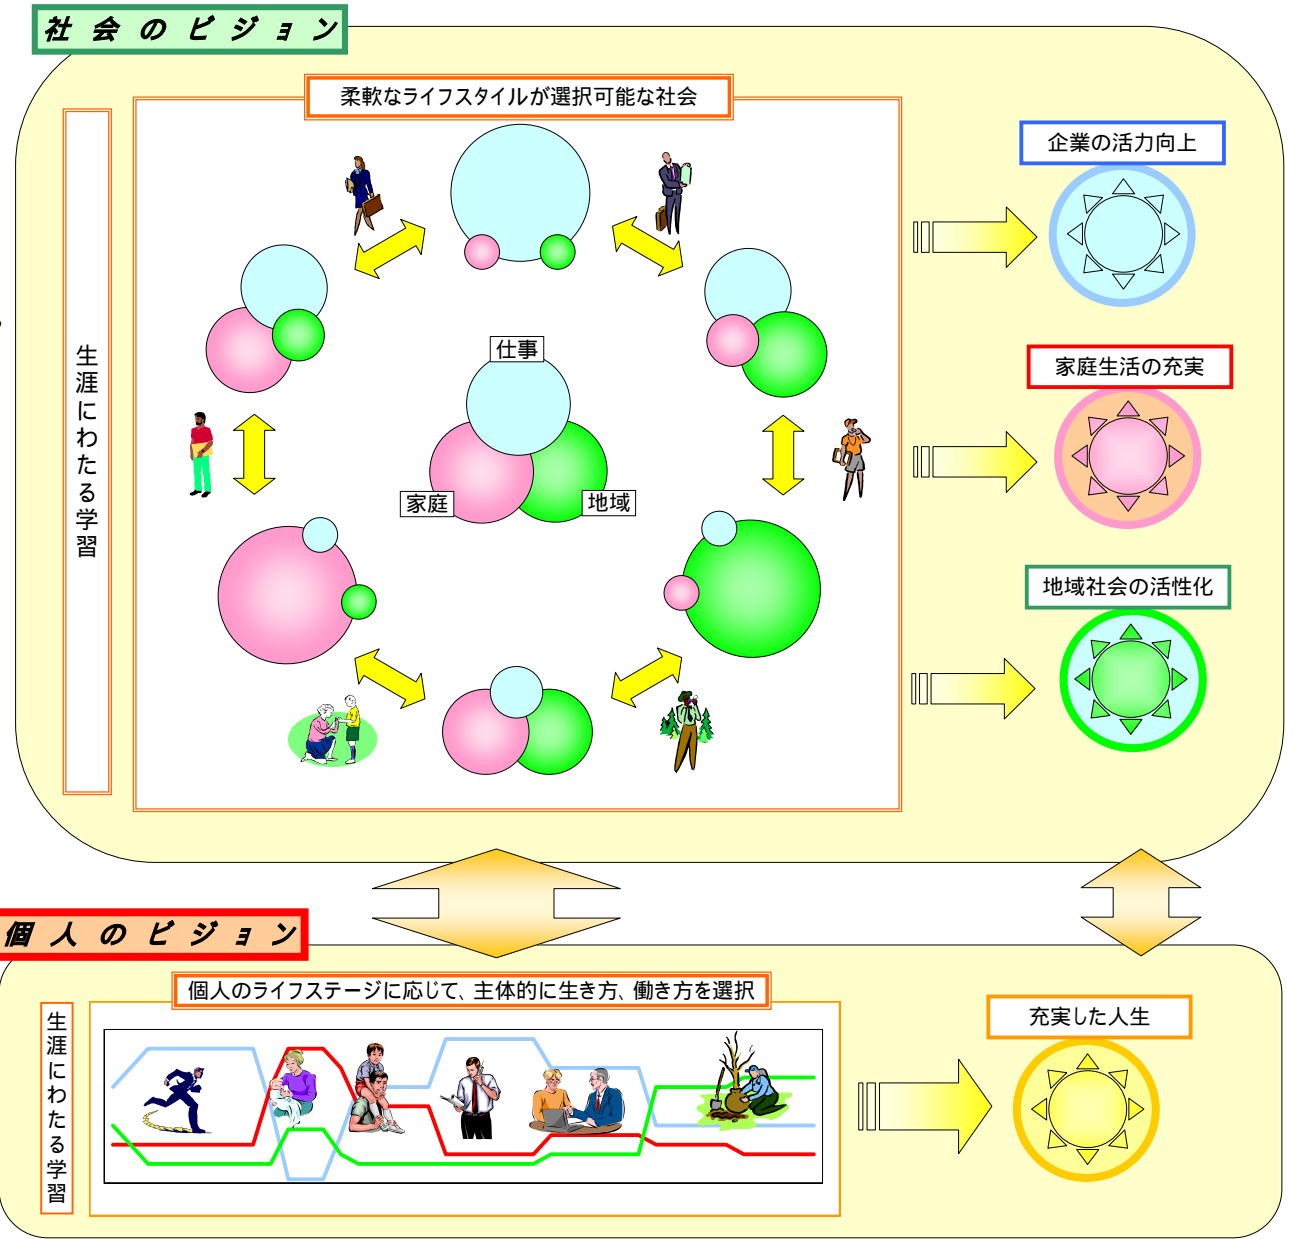 社会のビジョン
柔軟なライフスタイルが選択可能な社会
生涯にわたる学習
仕事
家庭
地域
企業の活力向上
家庭生活の充実
地域社会の活性化
個人のビジョン
個人のライフステージに応じて、主体的に生き方、働き方を選択
生涯にわたる学習
充実した人生